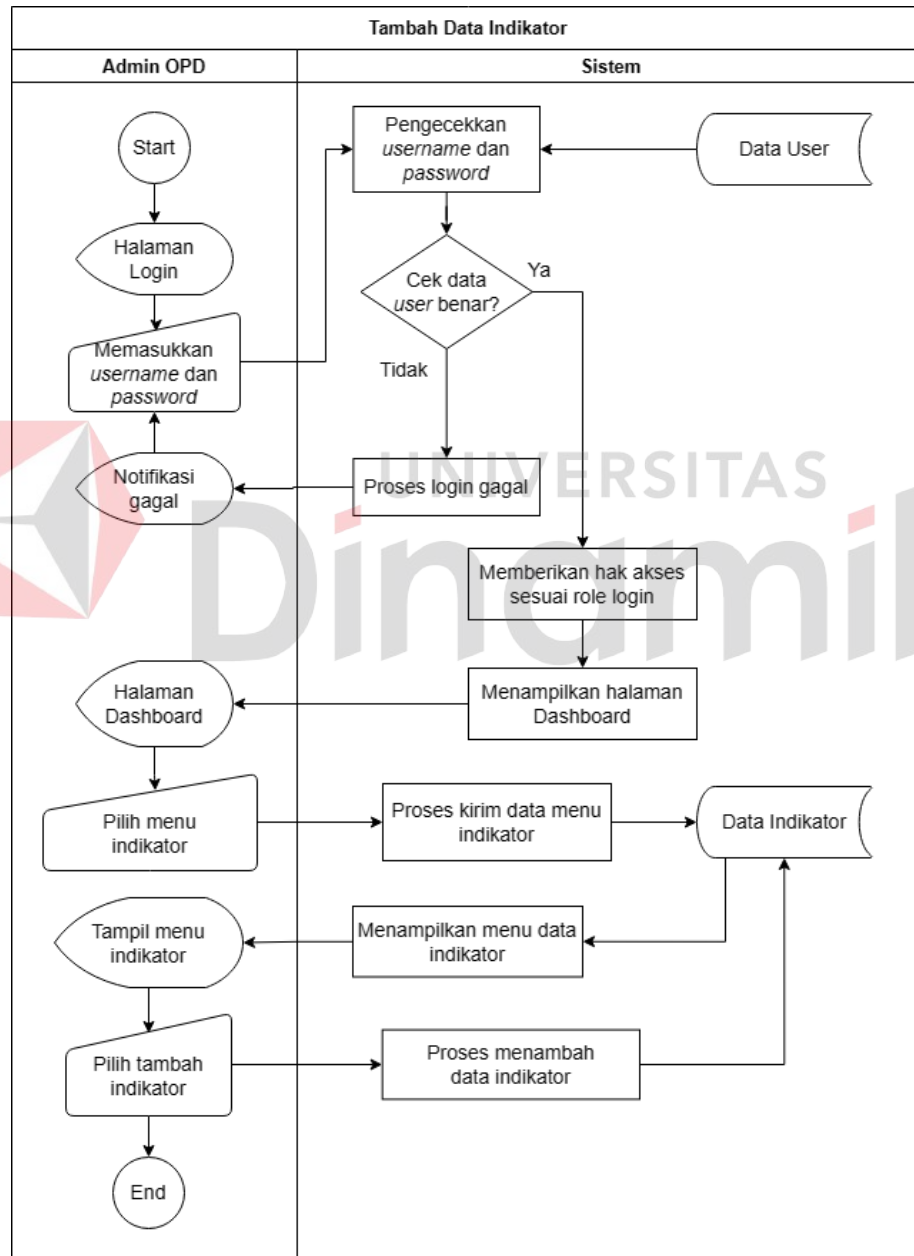 Tambah Data Indikator
Admin OPD
Sistem
Start
Pengecekkan
username dan
password
Data User
Halaman
Login
Cek data
user benar?
Ya
Tidak
Memasukkan
username dan
password
Notifikasi
gagal
Proses login gagal
UNIVERSITAS
Dinamik
Memberikan hak akses
sesuai role login
Halaman
Dashboard
Menampilkan halaman
Dashboard
Pilih menu
indikator
Proses kirim data menu
indikator
Data Indikator
Tampil menu
indikator
Menampilkan menu data
indikator
Pilih tambah
indikator
Proses menambah
data indikator
End